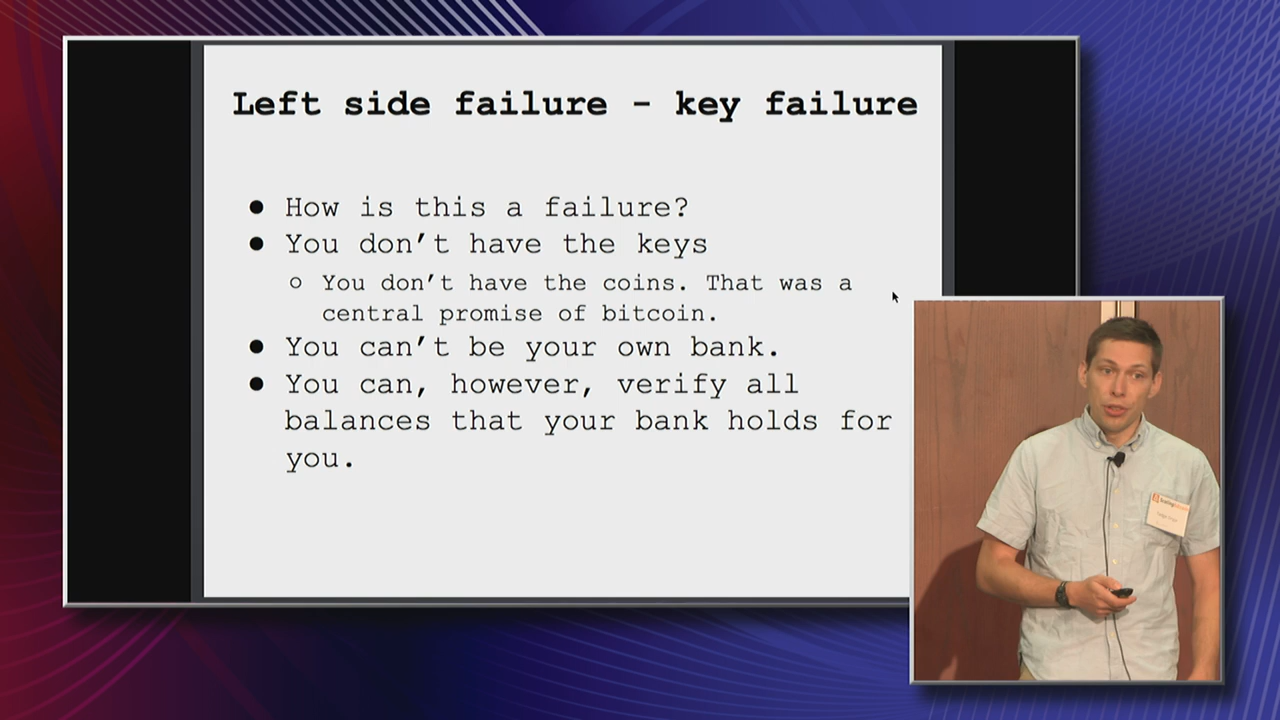 Left side failure - key failure
● How is this a failure?
● You don't have the keys
○ You don't have the coins. That was a
central promise of bitcoin.
● You can't be your own bank.
● You can, however, verify all
balances that your bank holds for
you.